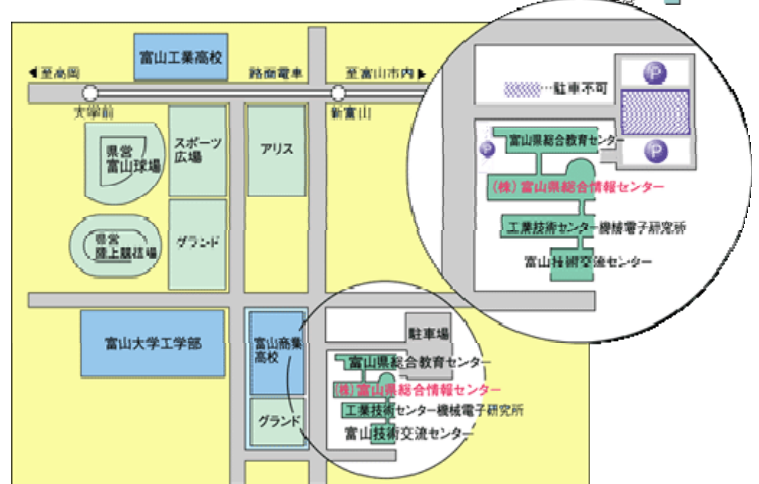 富山工業高校
◀至高岡
路面電車
至富山市内▶
大学前
新富山
県営
富山球場
スポーツ
広場
アリス
県営
陸上競技場
グランド
富山大学工学部
富山商業
高校
グランド
駐車場
富山県総合教育センター
(株)富山県総合情報センター
工業技術センター機械電子研究所
富山技術交流センター
P
…駐車不可
P
P
富山県総合教育センター
(株)富山県総合情報センター
工業技術センター機械電子研究所
富山技術交流センター